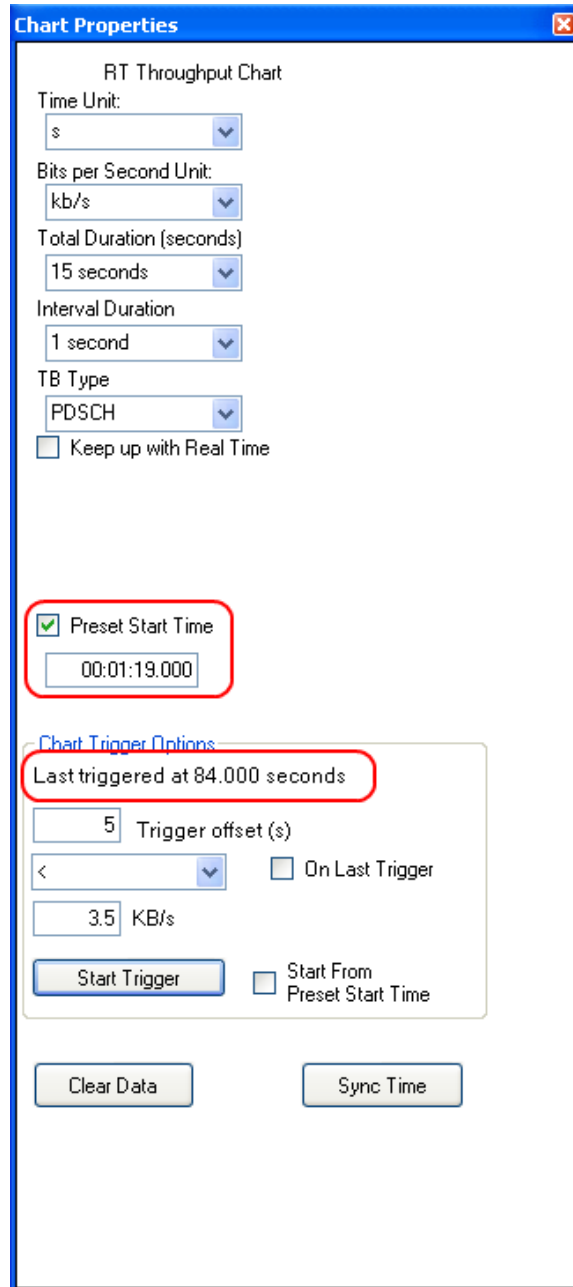 Chart Properties
RT Throughput Chart
Time Unit:
s
Bits per Second Unit:
kb/s
Total Duration (seconds)
15 seconds
Interval Duration
1 second
TB Type
PDSCH
Keep up with Real Time
Preset Start Time
00:01:19.000
Chart Trigger Options
Last triggered at 84.000 seconds
5 Trigger offset (s)
< On Last Trigger
3.5 KB/s
Start Trigger
Start From
Preset Start Time
Clear Data Sync Time